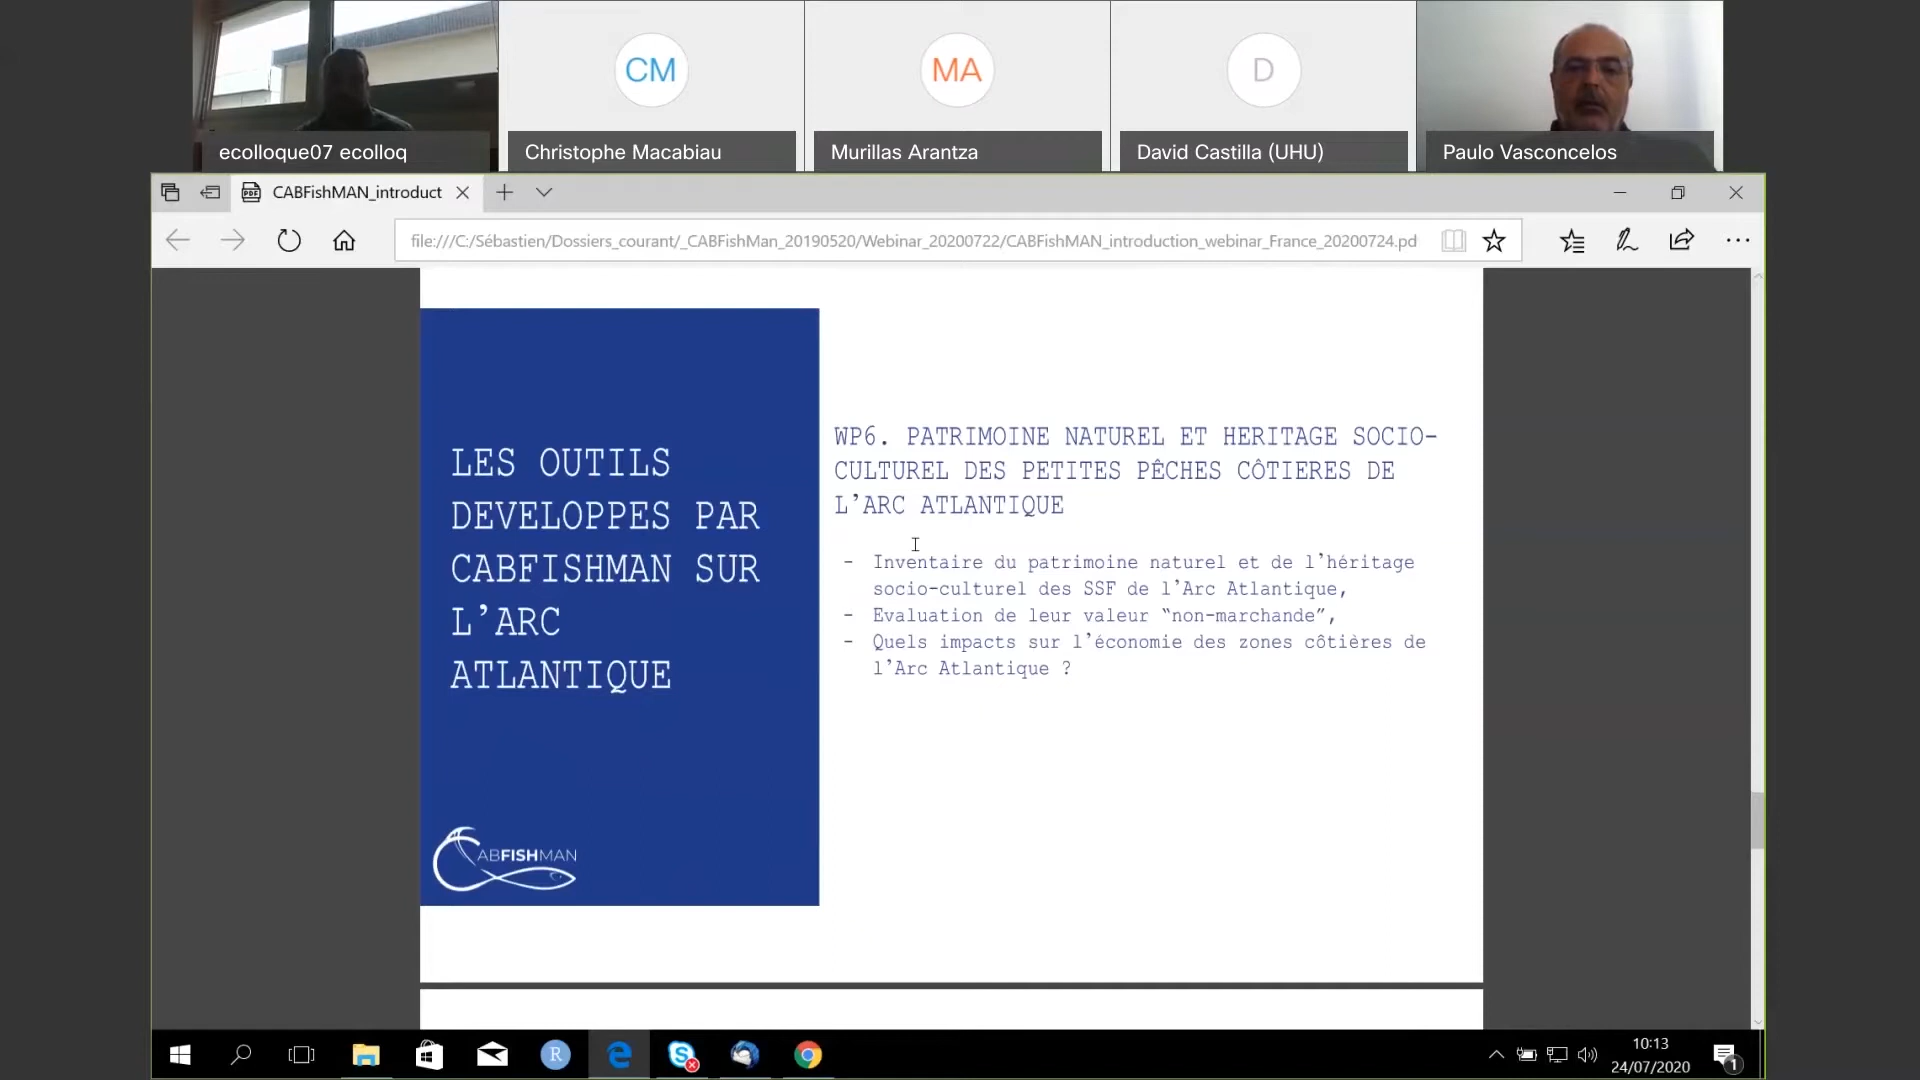 CM
MA
D
ecolloque07 ecolloq
Christophe Macabiau
Murillas Arantza
David Castilla (UHU)
Paulo Vasconcelos
PDF
CABFishMAN_introduct
file:///C:/Sébastien/Dossiers_courant/_CABFishMan_20190520/Webinar_20200722/CABFishMAN_introduction_webinar_France_20200724.pd
LES OUTILS
DEVELOPPES PAR
CABFISHMAN SUR
L’ARC
ATLANTIQUE
ABFISHMAN
WP6. PATRIMOINE NATUREL ET HERITAGE SOCIO-
CULTUREL DES PETITES PÊCHES CÔTIERES DE
L’ARC ATLANTIQUE
- Inventaire du patrimoine naturel et de l’héritage
socio-culturel des SSF de l’Arc Atlantique,
- Evaluation de leur valeur “non-marchande”,
- Quels impacts sur l’économie des zones côtières de
l’Arc Atlantique ?
R
10:13
24/07/2020
1